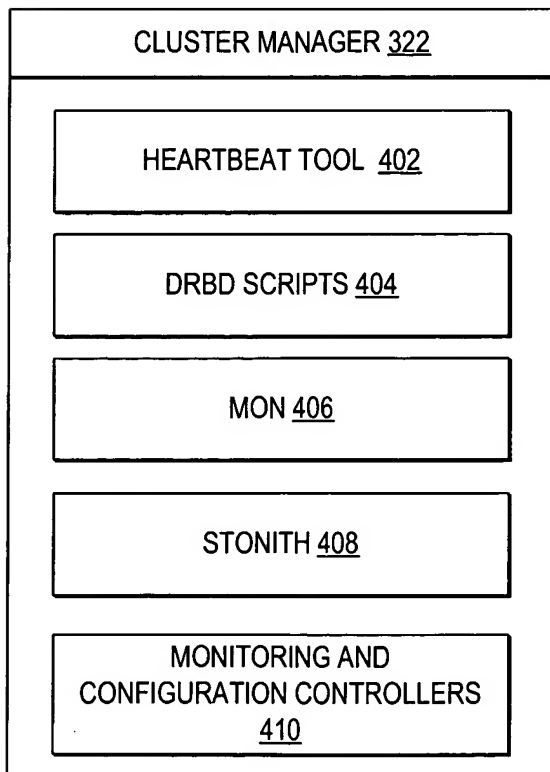 CLUSTER MANAGER 322
HEARTBEAT TOOL 402
DRBD SCRIPTS 404
MON 406
STONITH 408
MONITORING AND
CONFIGURATION CONTROLLERS
410